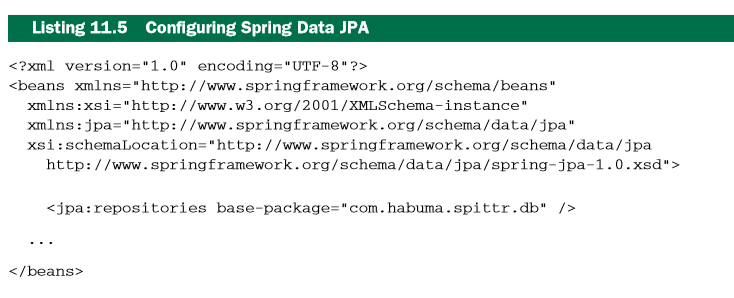 Listing 11.5 Configuring Spring Data JPA
<?xml version="1.0" encoding="UTF-8"?>
<beans xmlns="http://www.springframework.org/schema/beans"
xmlns:xsi="http://www.w3.org/2001/XMLSchema-instance"
xmlns:jpa="http://www.springframework.org/schema/data/jpa"
xsi:schemaLocation="http://www.springframework.org/schema/data/jpa
http://www.springframework.org/schema/data/jpa/spring-jpa-1.0.xsd">
<jpa:repositories base-package="com.habuma.spittr.db" />
...
</beans>